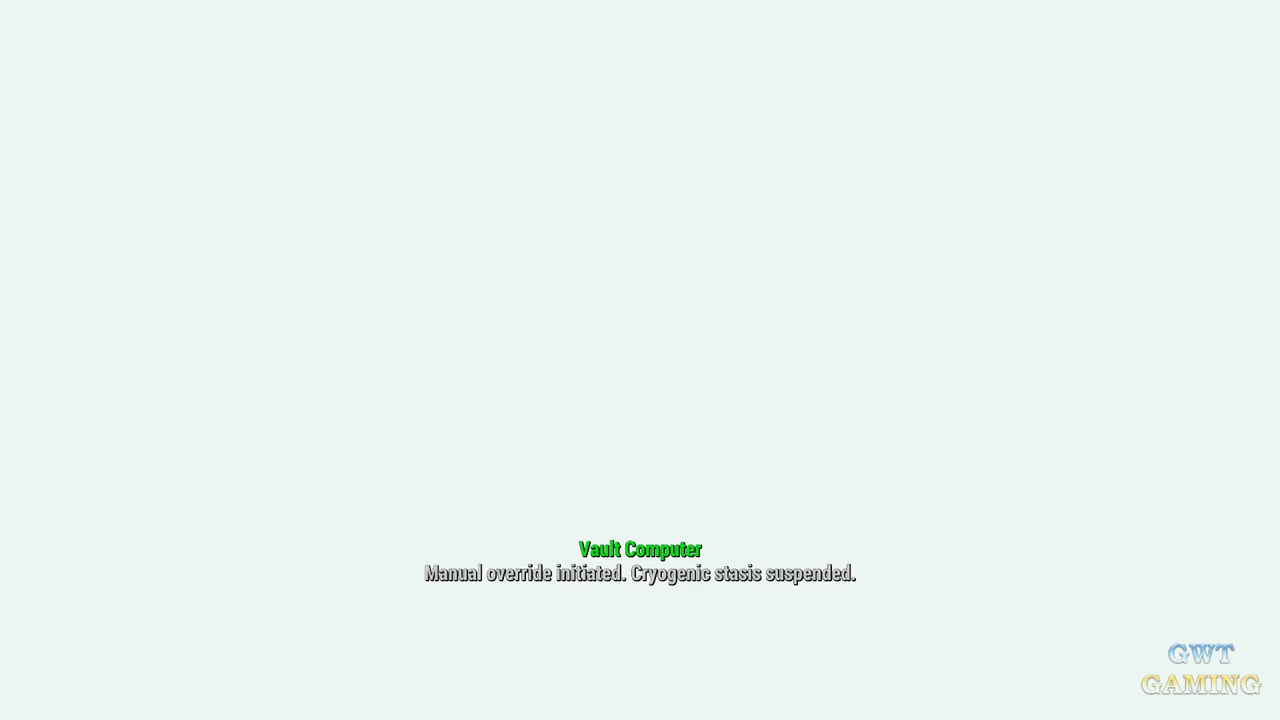 Vault Computer
Manual override initiated. Cryogenic stasis suspended.
GWT
GAMING